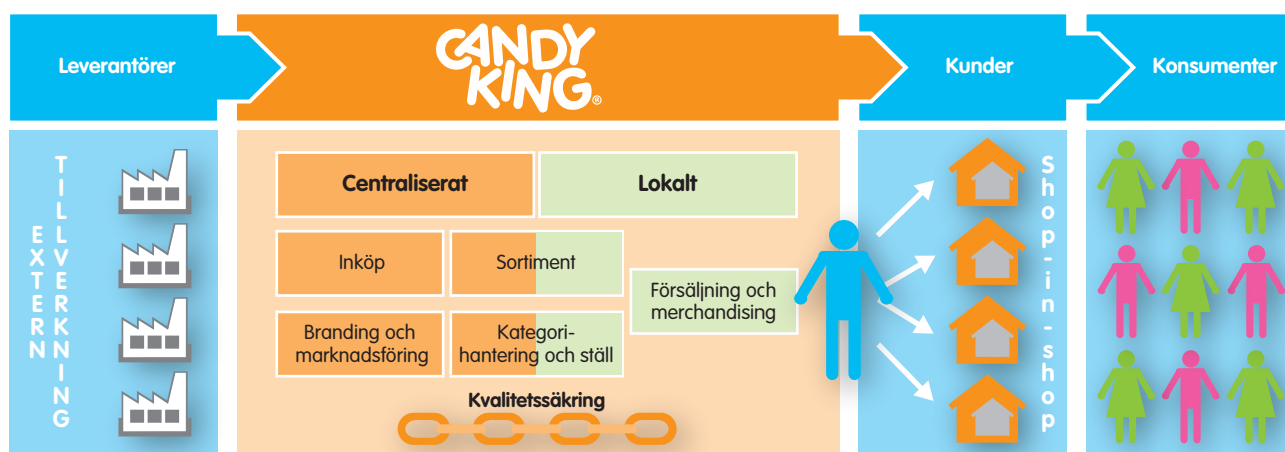 Leverantörer
CANDY
KING®
Kunder
Konsumenter
EXTERN
TILLVERKNING
Centraliserat
Lokalt
Inköp
Sortiment
Försäljning och
merchandising
Branding och
marknadsföring
Kategori-
hantering och ställ
Kvalitetssäkring
Shop-in-shop